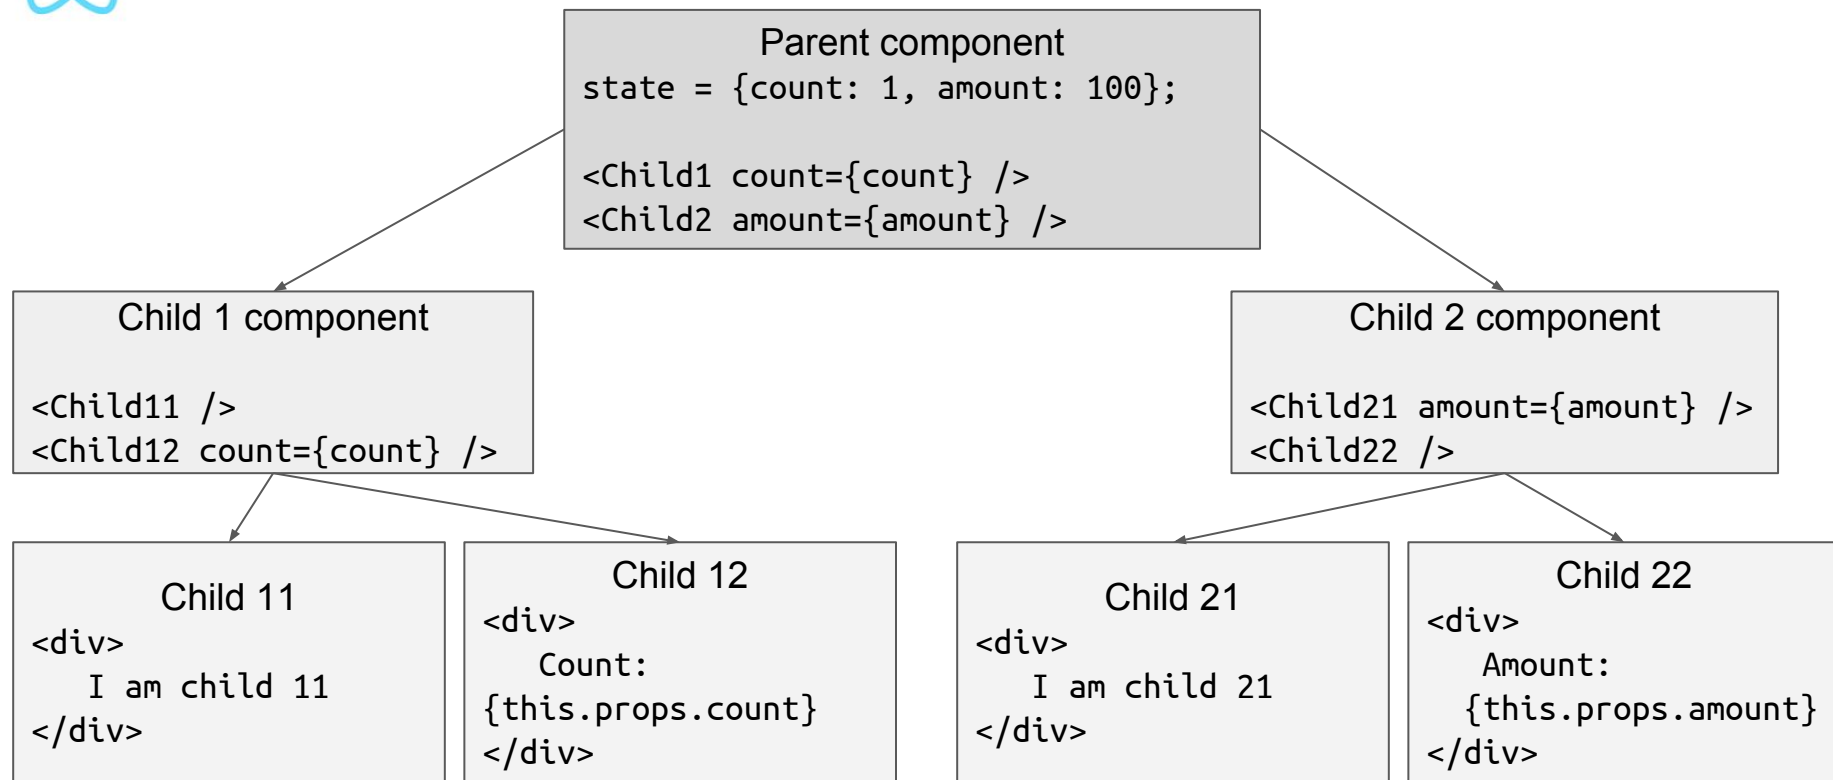 Parent component
state = {count: 1, amount: 100};
<Child1 count={count} />
<Child2 amount={amount} />
Child 1 component
<Child11 />
<Child12 count={count} />
Child 2 component
<Child21 amount={amount} />
<Child22 />
Child 11
<div>
I am child 11
</div>
Child 12
<div>
Count:
{this.props.count}
</div>
Child 21
<div>
I am child 21
</div>
Child 22
<div>
Amount:
{this.props.amount}
</div>